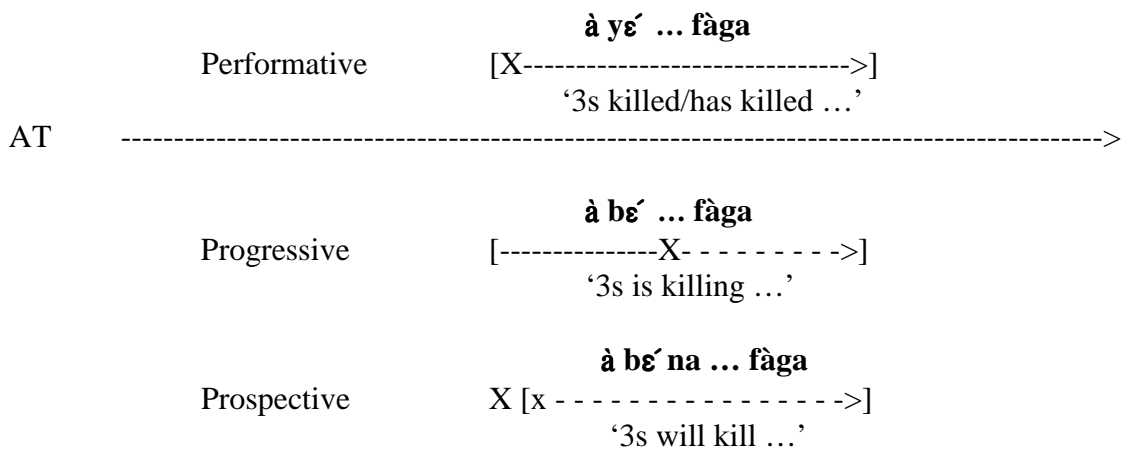 à yɛ́ … fàga
Performative [X------------------------------->]
‘3s killed/has killed …’
AT --------------------------------------------------------------------------------------------->
à bɛ́ … fàga
Progressive [---------------X- - - - - - - - ->]
‘3s is killing …’
à bɛ́ na … fàga
Prospective X [x - - - - - - - - - - - - - - - - ->]
‘3s will kill …’